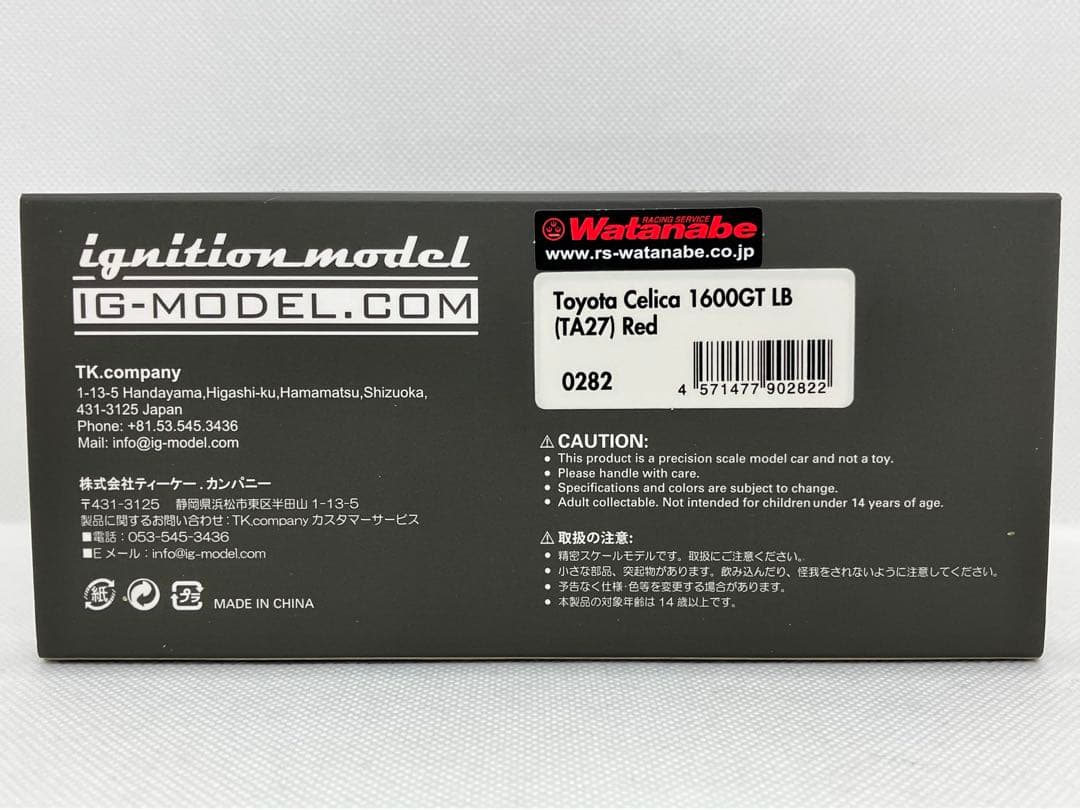 ignition model
IG-MODEL.COM
TK.company
1-13-5 Handayama,Higashi-ku,Hamamatsu,Shizuoka,
431-3125 Japan
Phone: +81.53.545.3436
Mail: info@ig-model.com
株式会社ティーケー.カンパニー
〒431-3125 静岡県浜松市東区半田山 1-13-5
製品に関するお問い合わせ:TK.company カスタマーサービス
■電話:053-545-3436
■E メール:info@ig-model.com
紙
プラ
MADE IN CHINA
RACING SERVICE
Watanabe
www.rs-watanabe.co.jp
Toyota Celica 1600GT LB
(TA27) Red
0282
4 571477 902822
⚠ CAUTION:
● This product is a precision scale model car and not a toy.
● Please handle with care.
● Specifications and colors are subject to change.
● Adult collectable. Not intended for children under 14 years of age.
⚠ 取扱の注意:
● 精密スケールモデルです。取扱にご注意ください。
● 小さな部品、突起物があります。飲み込んだり、怪我をされないように注意してください。
● 予告なく仕様・色等を変更する場合があります。
● 本製品の対象年齢は 14 歳以上です。